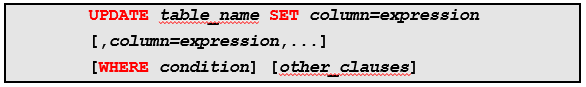 UPDATE table_name SET column=expression
[,column=expression,...]
[WHERE condition] [other_clauses]